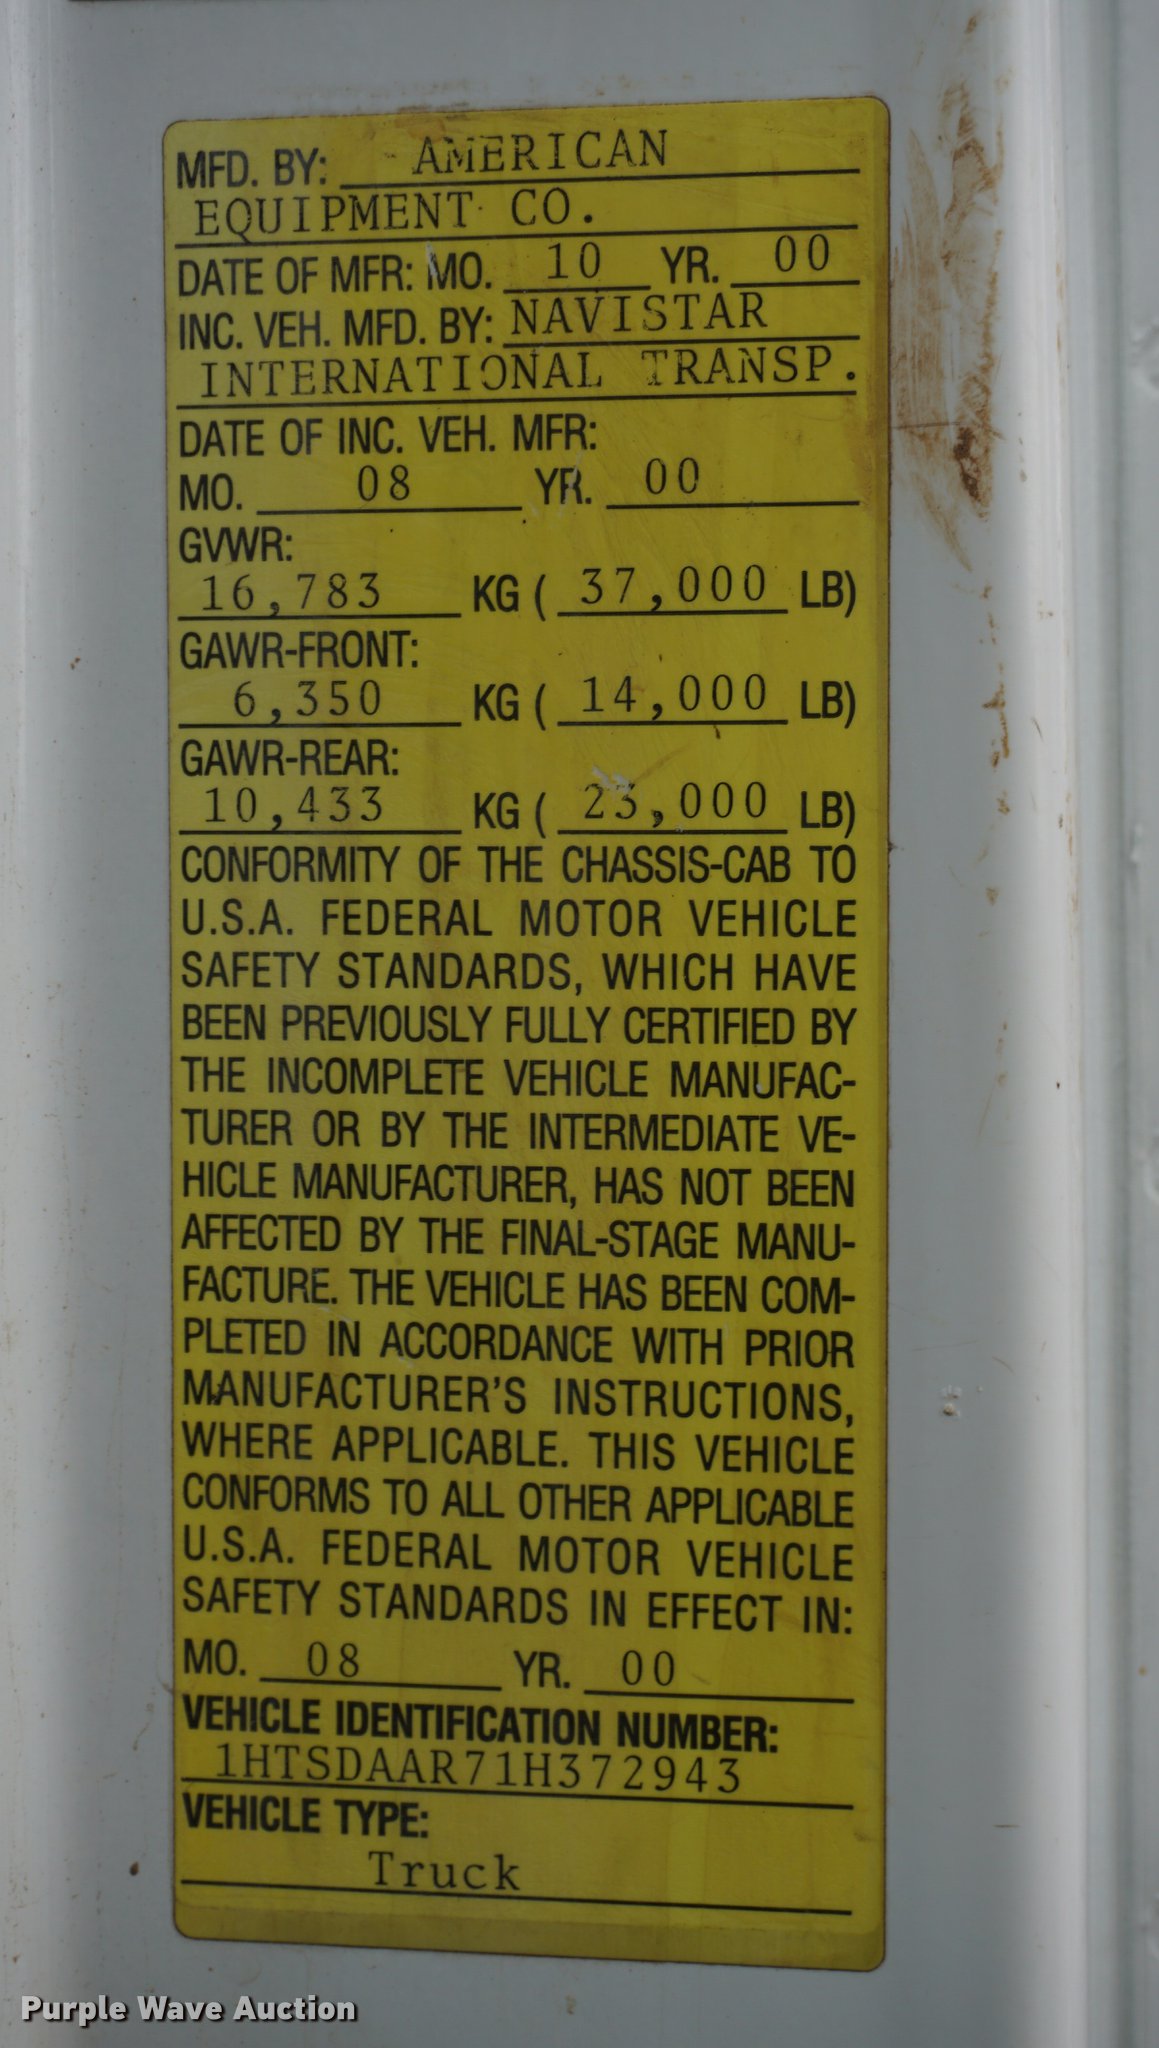 MFD. BY: AMERICAN
EQUIPMENT CO.
DATE OF MFR: MO. 10 YR. 00
INC. VEH. MFD. BY: NAVISTAR
INTERNATIONAL TRANSP.
DATE OF INC. VEH. MFR:
MO. 08 YR. 00
GVWR:
16,783 KG ( 37,000 LB)
GAWR-FRONT:
6,350 KG ( 14,000 LB)
GAWR-REAR:
10,433 KG ( 23,000 LB)
CONFORMITY OF THE CHASSIS-CAB TO
U.S.A. FEDERAL MOTOR VEHICLE
SAFETY STANDARDS, WHICH HAVE
BEEN PREVIOUSLY FULLY CERTIFIED BY
THE INCOMPLETE VEHICLE MANUFAC-
TURER OR BY THE INTERMEDIATE VE-
HICLE MANUFACTURER, HAS NOT BEEN
AFFECTED BY THE FINAL-STAGE MANU-
FACTURE. THE VEHICLE HAS BEEN COM-
PLETED IN ACCORDANCE WITH PRIOR
MANUFACTURER'S INSTRUCTIONS,
WHERE APPLICABLE. THIS VEHICLE
CONFORMS TO ALL OTHER APPLICABLE
U.S.A. FEDERAL MOTOR VEHICLE
SAFETY STANDARDS IN EFFECT IN:
MO. 08 YR. 00
VEHICLE IDENTIFICATION NUMBER:
1HTSDAAR71H372943
VEHICLE TYPE:
Truck
Purple Wave Auction